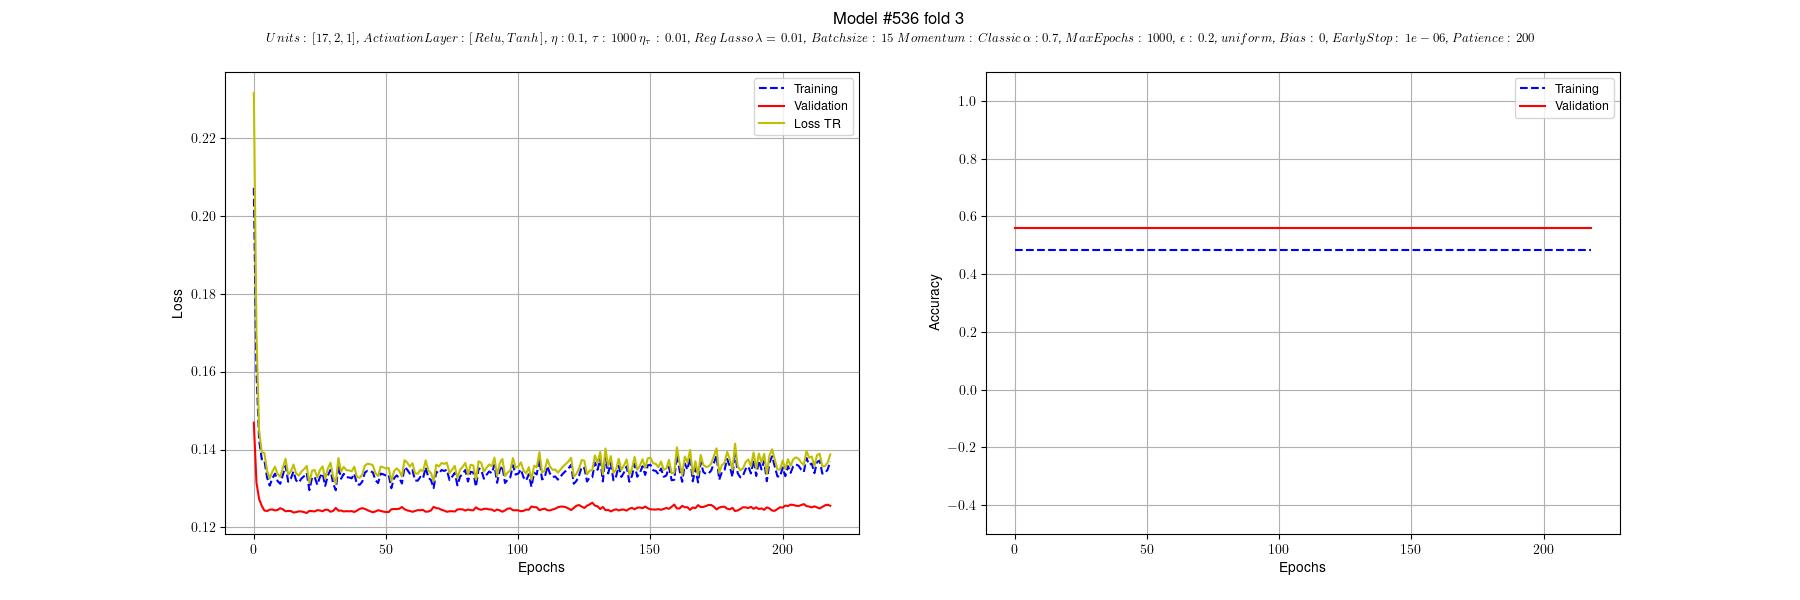 Model #536 fold 3
Units : [17, 2, 1], ActivationLayer : [Relu, Tanh], η : 0.1, τ : 1000 η_τ : 0.01, Reg Lasso λ = 0.01, Batchsize : 15 Momentum : Classic α : 0.7, MaxEpochs : 1000, ϵ : 0.2, uniform, Bias : 0, EarlyStop : 1e − 06, Patience : 200
Training
Validation
Loss TR
0.22
0.20
0.18
0.16
0.14
0.12
Loss
0
50
100
150
200
Epochs
Training
Validation
1.0
0.8
0.6
0.4
0.2
0.0
−0.2
−0.4
Accuracy
0
50
100
150
200
Epochs